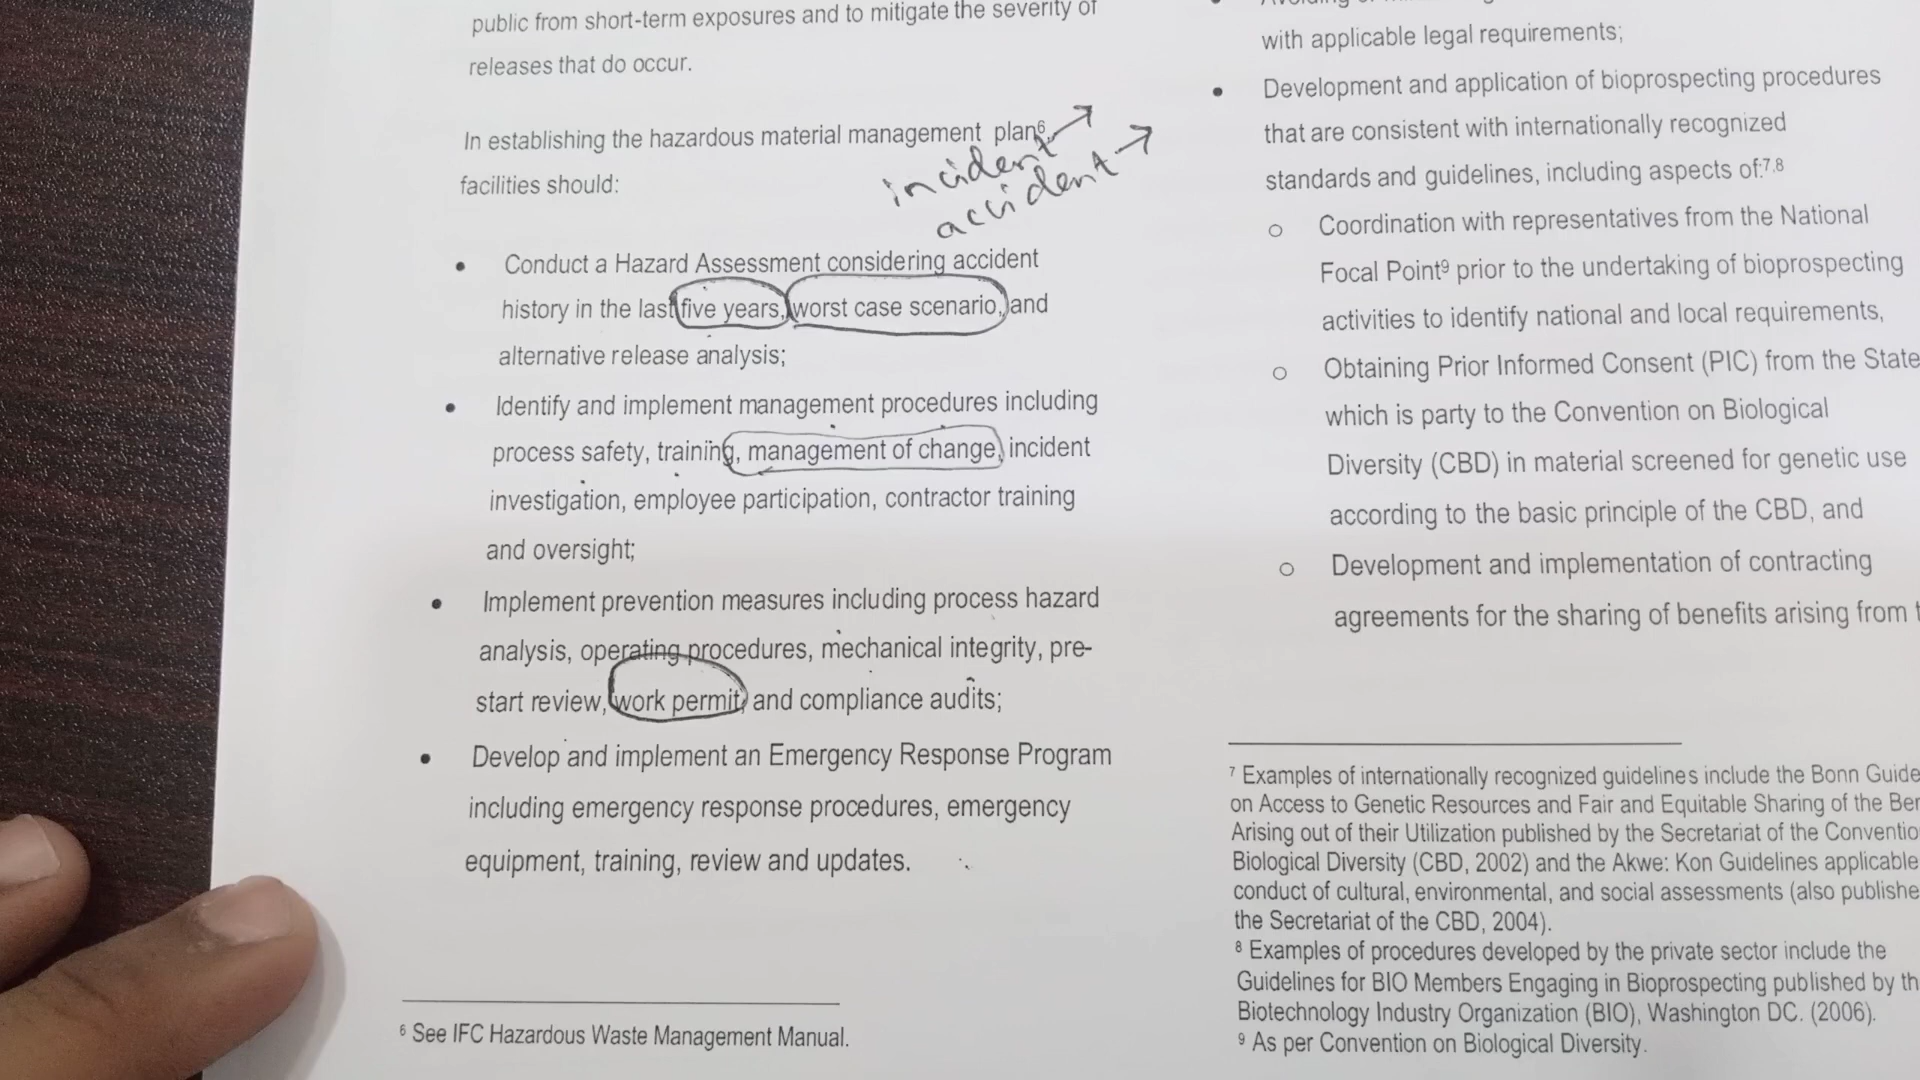 public from short-term exposures and to mitigate the severity of
releases that do occur.
In establishing the hazardous material management plan⁶,
facilities should:
incident →
accident →
• Conduct a Hazard Assessment considering accident
history in the last five years, worst case scenario, and
alternative release analysis;
• Identify and implement management procedures including
process safety, training, management of change, incident
investigation, employee participation, contractor training
and oversight;
• Implement prevention measures including process hazard
analysis, operating procedures, mechanical integrity, pre-
start review, work permit, and compliance audits;
• Develop and implement an Emergency Response Program
including emergency response procedures, emergency
equipment, training, review and updates.
⁶ See IFC Hazardous Waste Management Manual.
with applicable legal requirements;
• Development and application of bioprospecting procedures
that are consistent with internationally recognized
standards and guidelines, including aspects of:⁷,⁸
o Coordination with representatives from the National
Focal Point⁹ prior to the undertaking of bioprospecting
activities to identify national and local requirements,
o Obtaining Prior Informed Consent (PIC) from the State
which is party to the Convention on Biological
Diversity (CBD) in material screened for genetic use
according to the basic principle of the CBD, and
o Development and implementation of contracting
agreements for the sharing of benefits arising from
⁷ Examples of internationally recognized guidelines include the Bonn Guide
on Access to Genetic Resources and Fair and Equitable Sharing of the Ben
Arising out of their Utilization published by the Secretariat of the Conventio
Biological Diversity (CBD, 2002) and the Akwe: Kon Guidelines applicable
conduct of cultural, environmental, and social assessments (also publishe
the Secretariat of the CBD, 2004).
⁸ Examples of procedures developed by the private sector include the
Guidelines for BIO Members Engaging in Bioprospecting published by th
Biotechnology Industry Organization (BIO), Washington DC. (2006).
⁹ As per Convention on Biological Diversity.